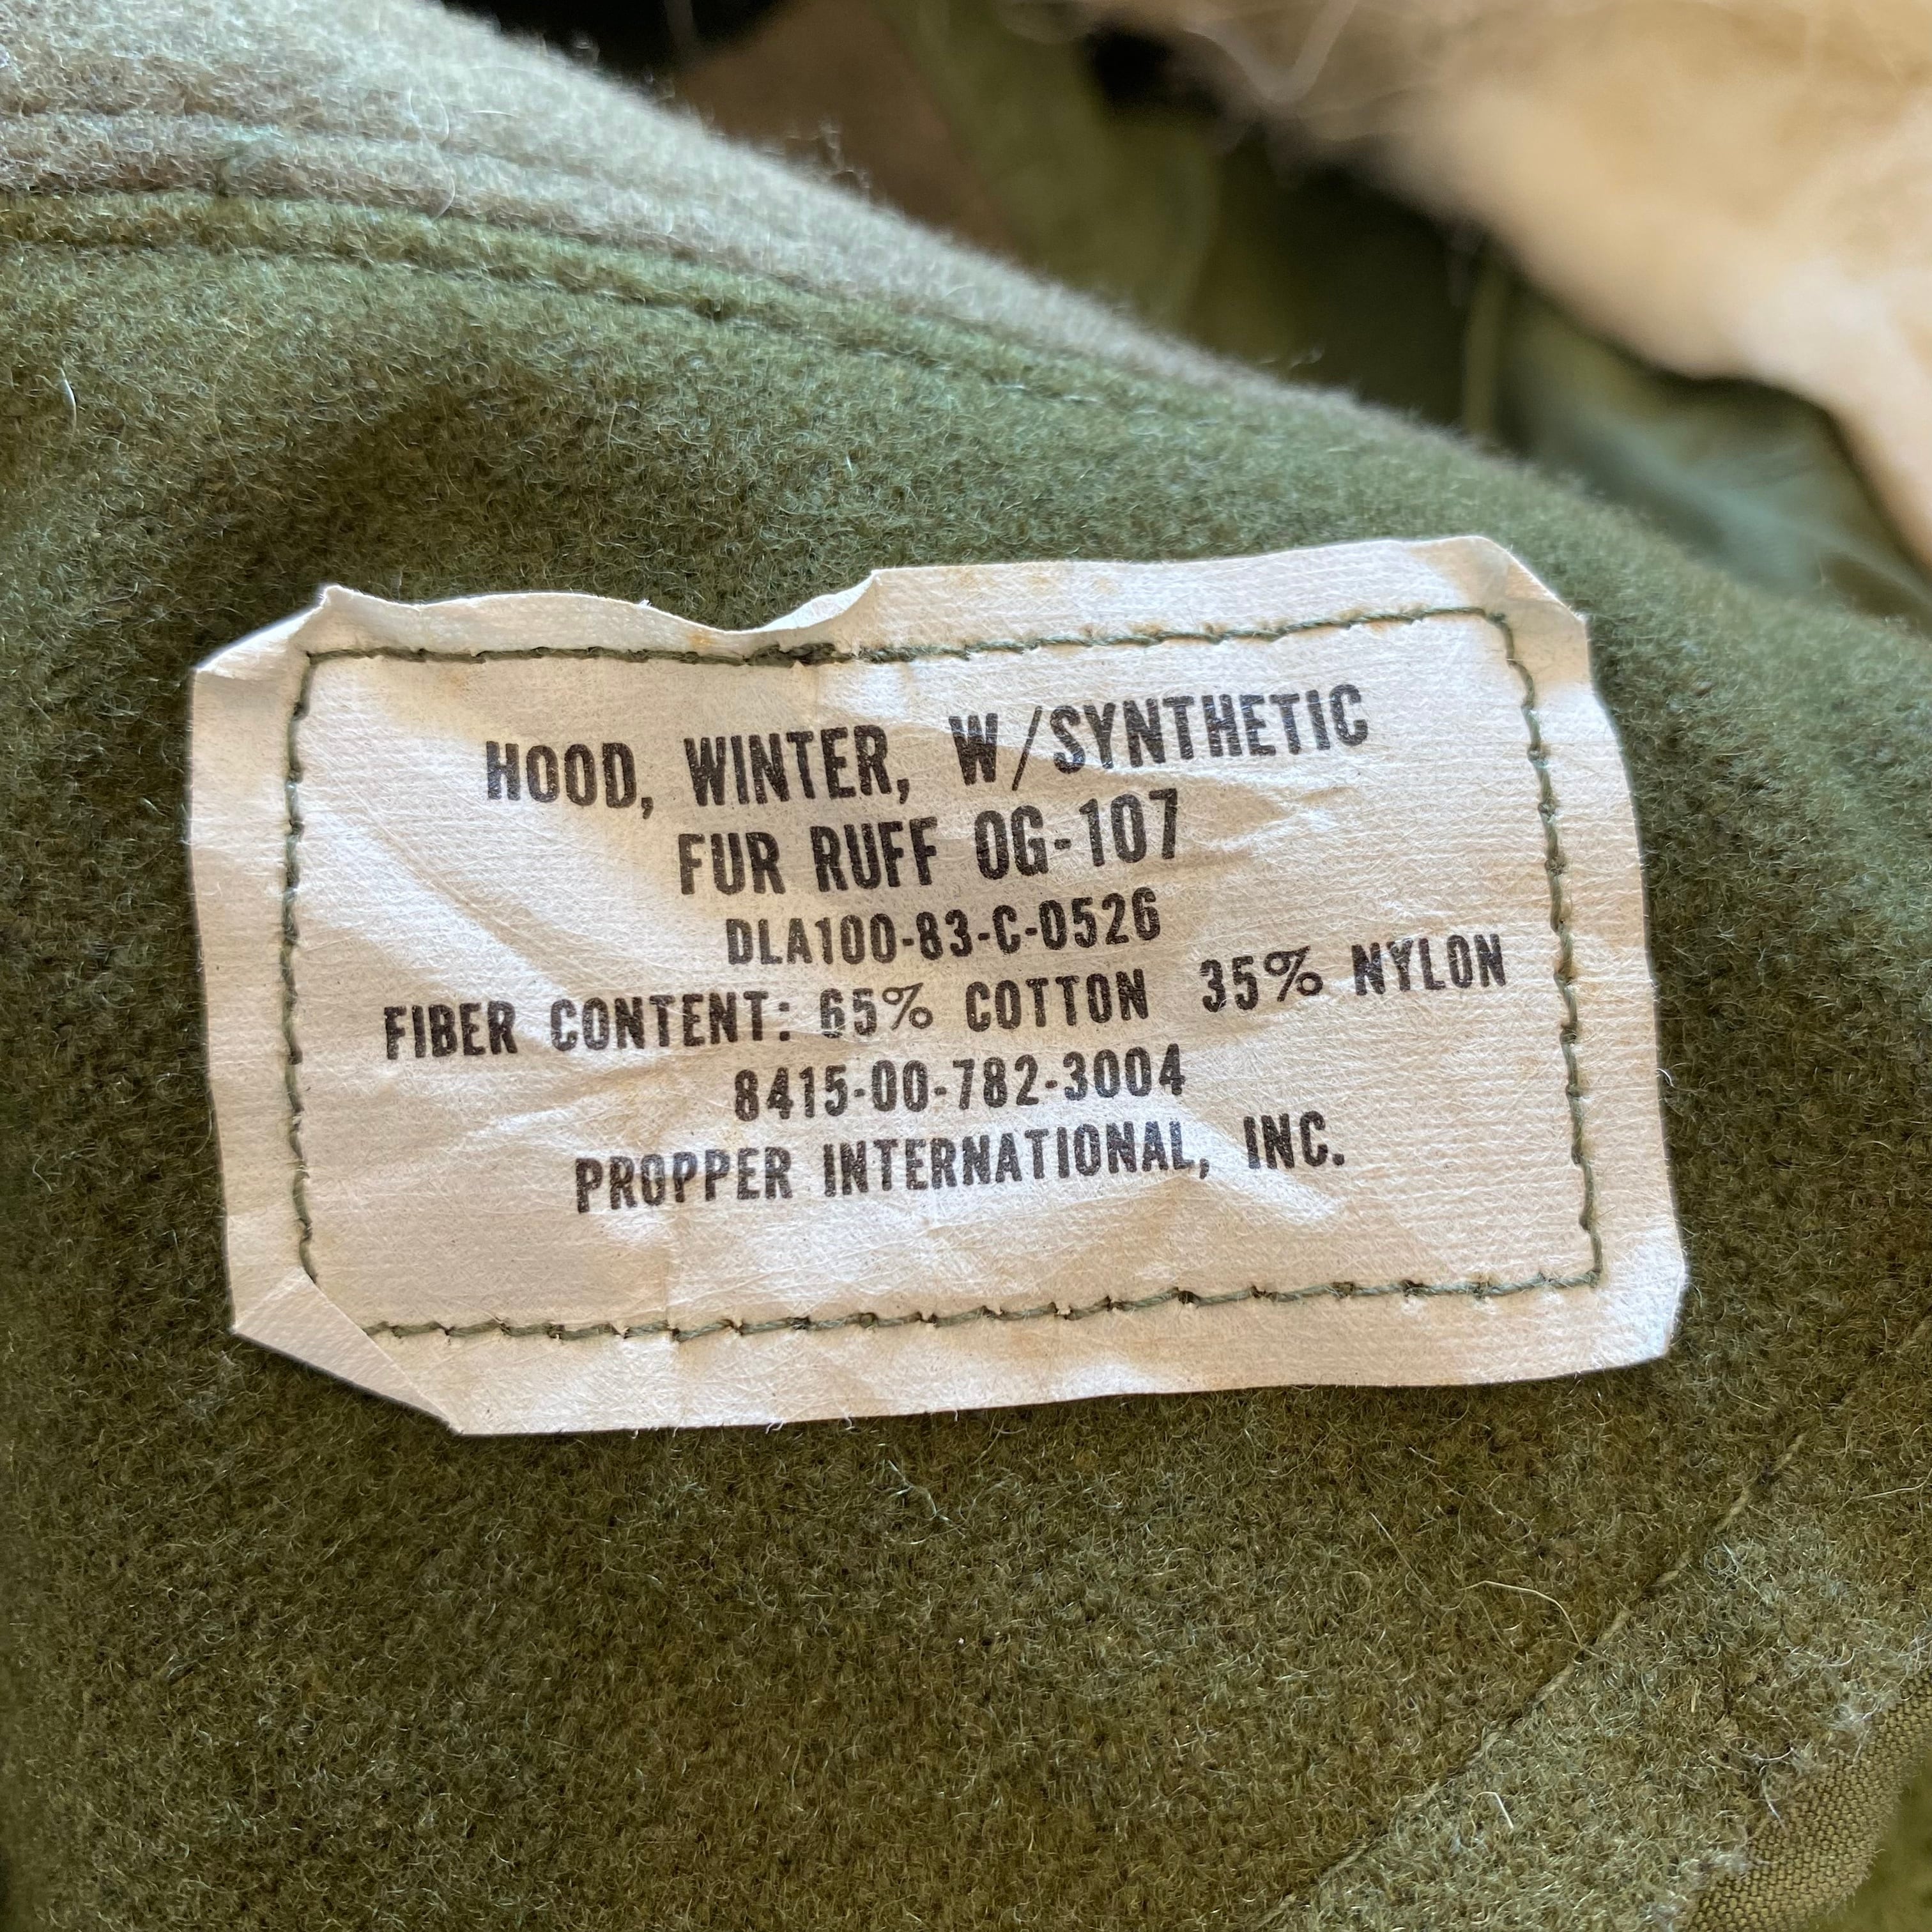 HOOD, WINTER, W/SYNTHETIC
FUR RUFF OG-107
DLA100-83-C-0526
FIBER CONTENT: 65% COTTON 35% NYLON
8415-00-782-3004
PROPPER INTERNATIONAL, INC.